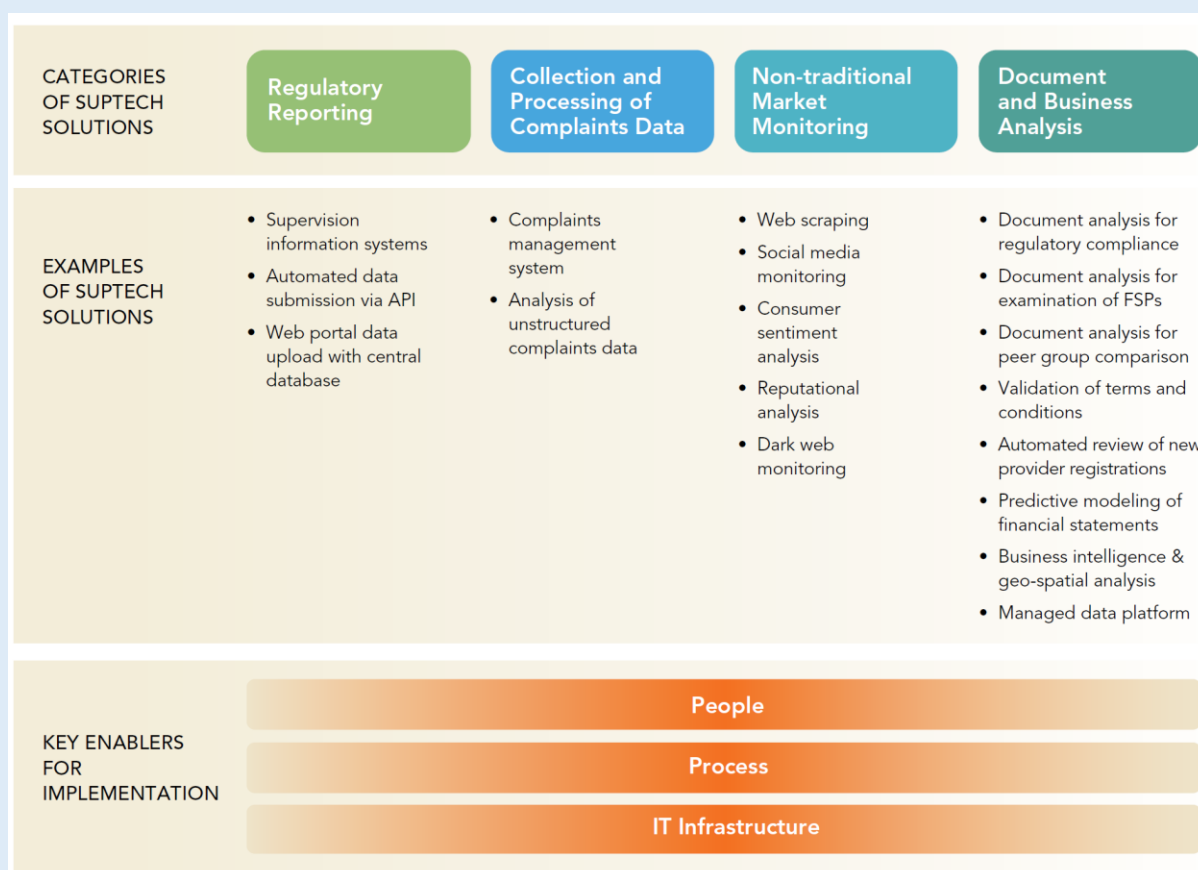 CATEGORIES
OF SUPTECH
SOLUTIONS
Regulatory
Reporting
Collection and
Processing of
Complaints Data
Non-traditional
Market
Monitoring
Document
and Business
Analysis
EXAMPLES
OF SUPTECH
SOLUTIONS
• Supervision
information systems
• Automated data
submission via API
• Web portal data
upload with central
database
• Complaints
management
system
• Analysis of
unstructured
complaints data
• Web scraping
• Social media
monitoring
• Consumer
sentiment
analysis
• Reputational
analysis
• Dark web
monitoring
• Document analysis for
regulatory compliance
• Document analysis for
examination of FSPs
• Document analysis for
peer group comparison
• Validation of terms and
conditions
• Automated review of new
provider registrations
• Predictive modeling of
financial statements
• Business intelligence &
geo-spatial analysis
• Managed data platform
KEY ENABLERS
FOR
IMPLEMENTATION
People
Process
IT Infrastructure